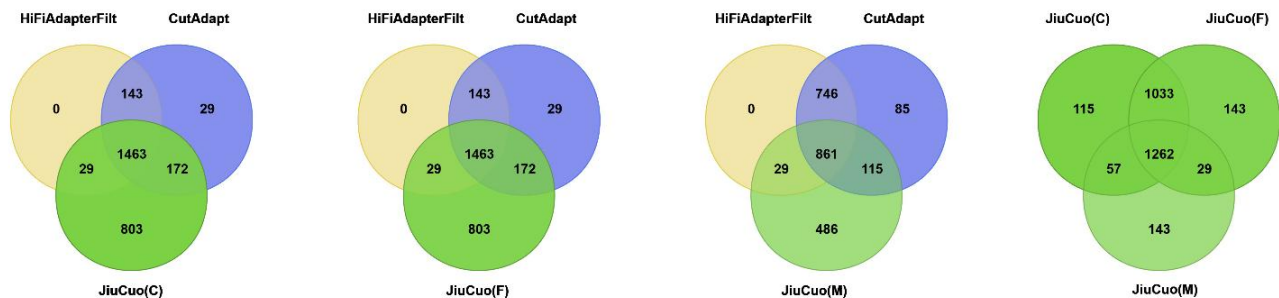 HiFiAdapterFilt CutAdapt
0 143 29
1463
29 172
803
JiuCuo(C)
HiFiAdapterFilt CutAdapt
0 143 29
1463
29 172
803
JiuCuo(F)
HiFiAdapterFilt CutAdapt
0 746 85
861
29 115
486
JiuCuo(M)
JiuCuo(C) JiuCuo(F)
115 1033 143
1262
57 29
143
JiuCuo(M)